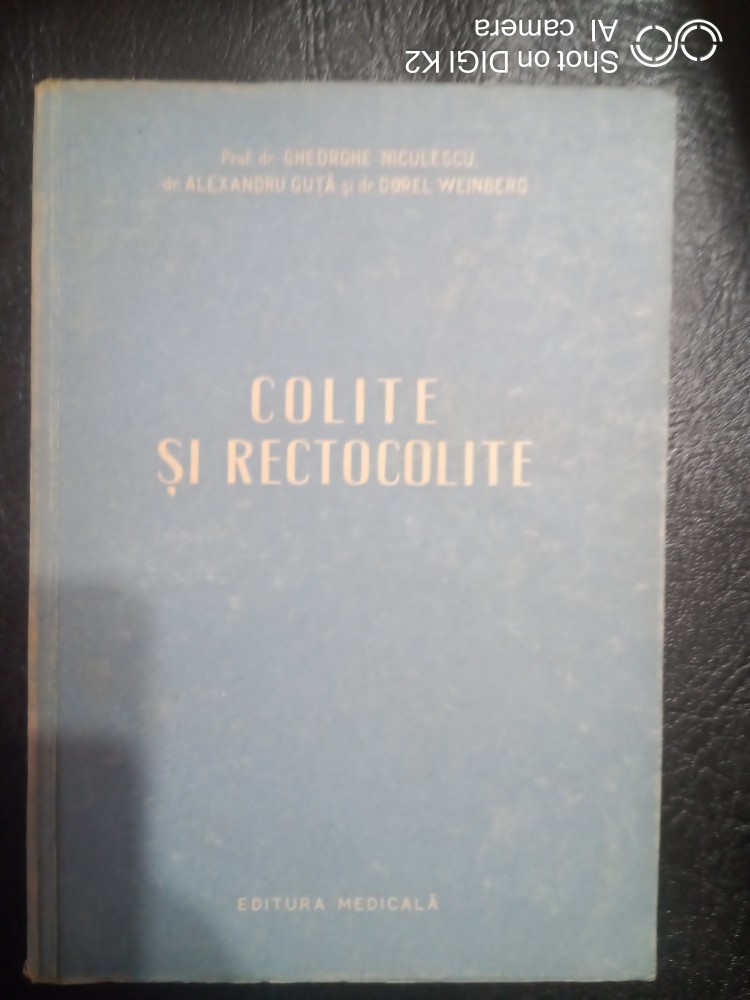 Shot on DIGI K2
AI camera
Prof. dr. GHEORGHE NICULESCU,
dr. ALEXANDRU GUȚĂ și dr. DOREL WEINBERG
COLITE
ȘI RECTOCOLITE
EDITURA MEDICALĂ